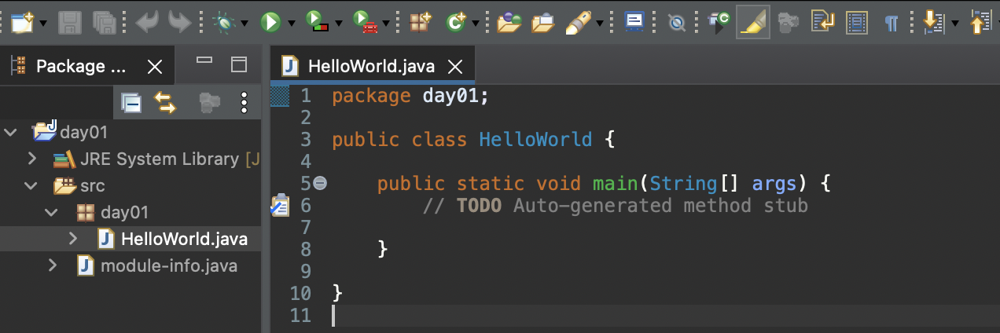 Package ...
day01
JRE System Library [J
src
day01
HelloWorld.java
module-info.java
HelloWorld.java
1 package day01;
2
3 public class HelloWorld {
4
5 public static void main(String[] args) {
6 // TODO Auto-generated method stub
7
8 }
9
10 }
11